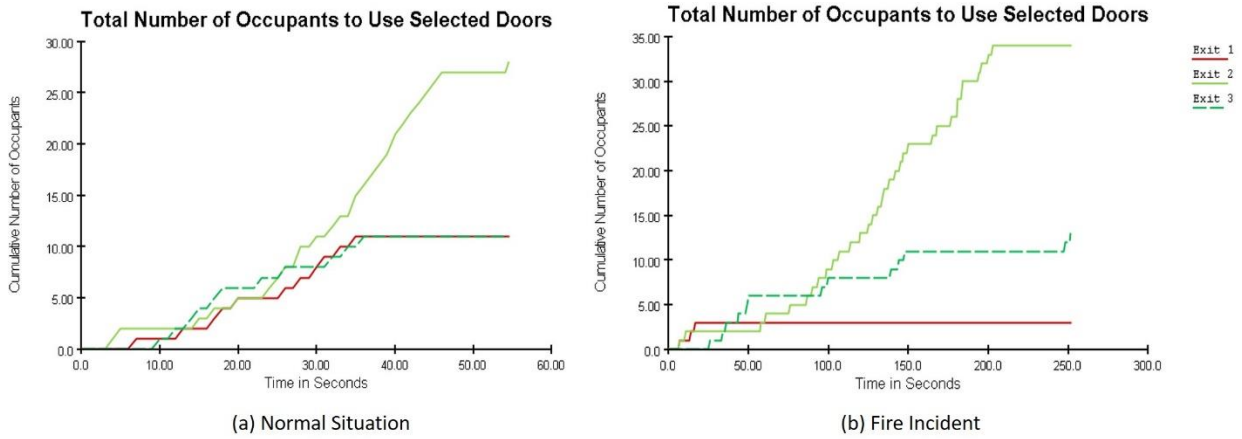 Total Number of Occupants to Use Selected Doors
30.00
25.00
20.00
15.00
10.00
5.00
0.0
Cumulative Number of Occupants
0.0 10.00 20.00 30.00 40.00 50.00 60.00
Time in Seconds
(a) Normal Situation
Total Number of Occupants to Use Selected Doors
35.00
30.00
25.00
20.00
15.00
10.00
5.00
0.0
Cumulative Number of Occupants
0.0 50.00 100.0 150.0 200.0 250.0 300.0
Time in Seconds
(b) Fire Incident
Exit 1
Exit 2
Exit 3